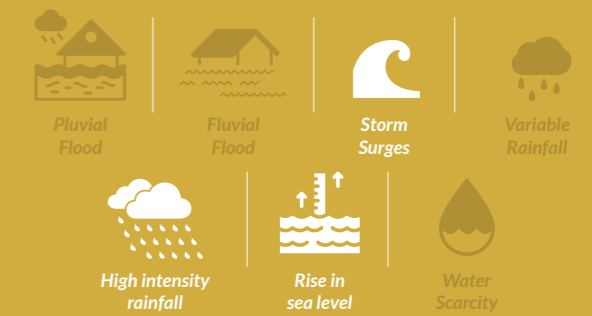 Pluvial
Flood
Fluvial
Flood
Storm
Surges
Variable
Rainfall
High intensity
rainfall
Rise in
sea level
Water
Scarcity